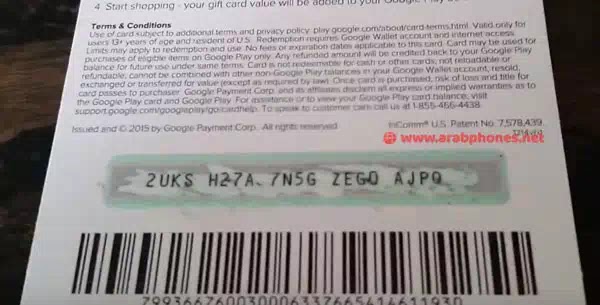 4 Start shopping - your gift card value will be added to your Google Play
Terms & Conditions
Use of card subject to additional terms and privacy policy: play.google.com/about/card-terms.html. Valid only for
users 13+ years of age and resident of U.S. Redemption requires Google Wallet account and internet access.
Limits may apply to redemption and use. No fees or expiration dates applicable to this card. Card may be used for
purchases of eligible items on Google Play only. Any refunded amount will be credited back to your Google Play
balance for future use under same terms. Card is not redeemable for cash or other cards; not reloadable or
refundable; cannot be combined with other non-Google Play balances in your Google Wallet account, resold,
exchanged or transferred for value (except as required by law). Once card is purchased, risk of loss and title for
card passes to purchaser. Google Payment Corp. and its affiliates disclaim all express or implied warranties as to
the Google Play card and Google Play. For assistance or to view your Google Play card balance, visit
support.google.com/googleplay/go/cardhelp. To speak to customer care call us at 1-855-466-4438.
Issued and © 2015 by Google Payment Corp. All rights reserved.
InComm® U.S. Patent No. 7,578,439.
www.arabphones.net
2UKS H27A 7N5G ZEGD AJPQ